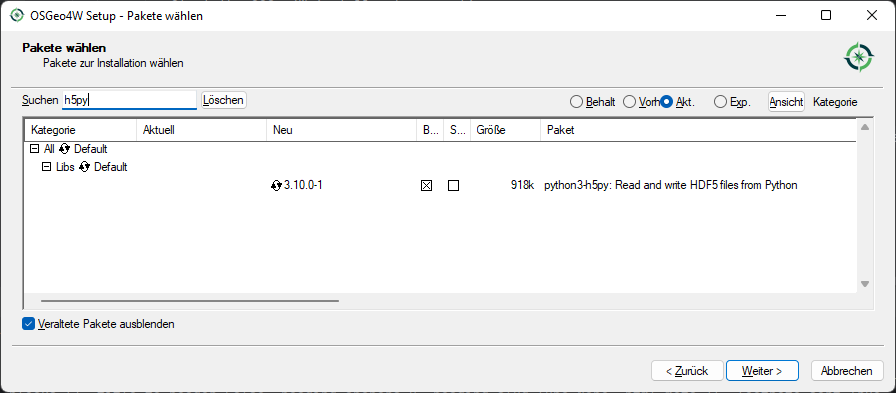 OSGeo4W Setup - Pakete wählen
Pakete wählen
Pakete zur Installation wählen
Suchen h5py Löschen Behalt Vorh Akt. Exp. Ansicht Kategorie
Kategorie Aktuell Neu B... S... Größe Paket
All Default
Libs Default
3.10.0-1 918k python3-h5py: Read and write HDF5 files from Python
Veraltete Pakete ausblenden
< Zurück Weiter > Abbrechen